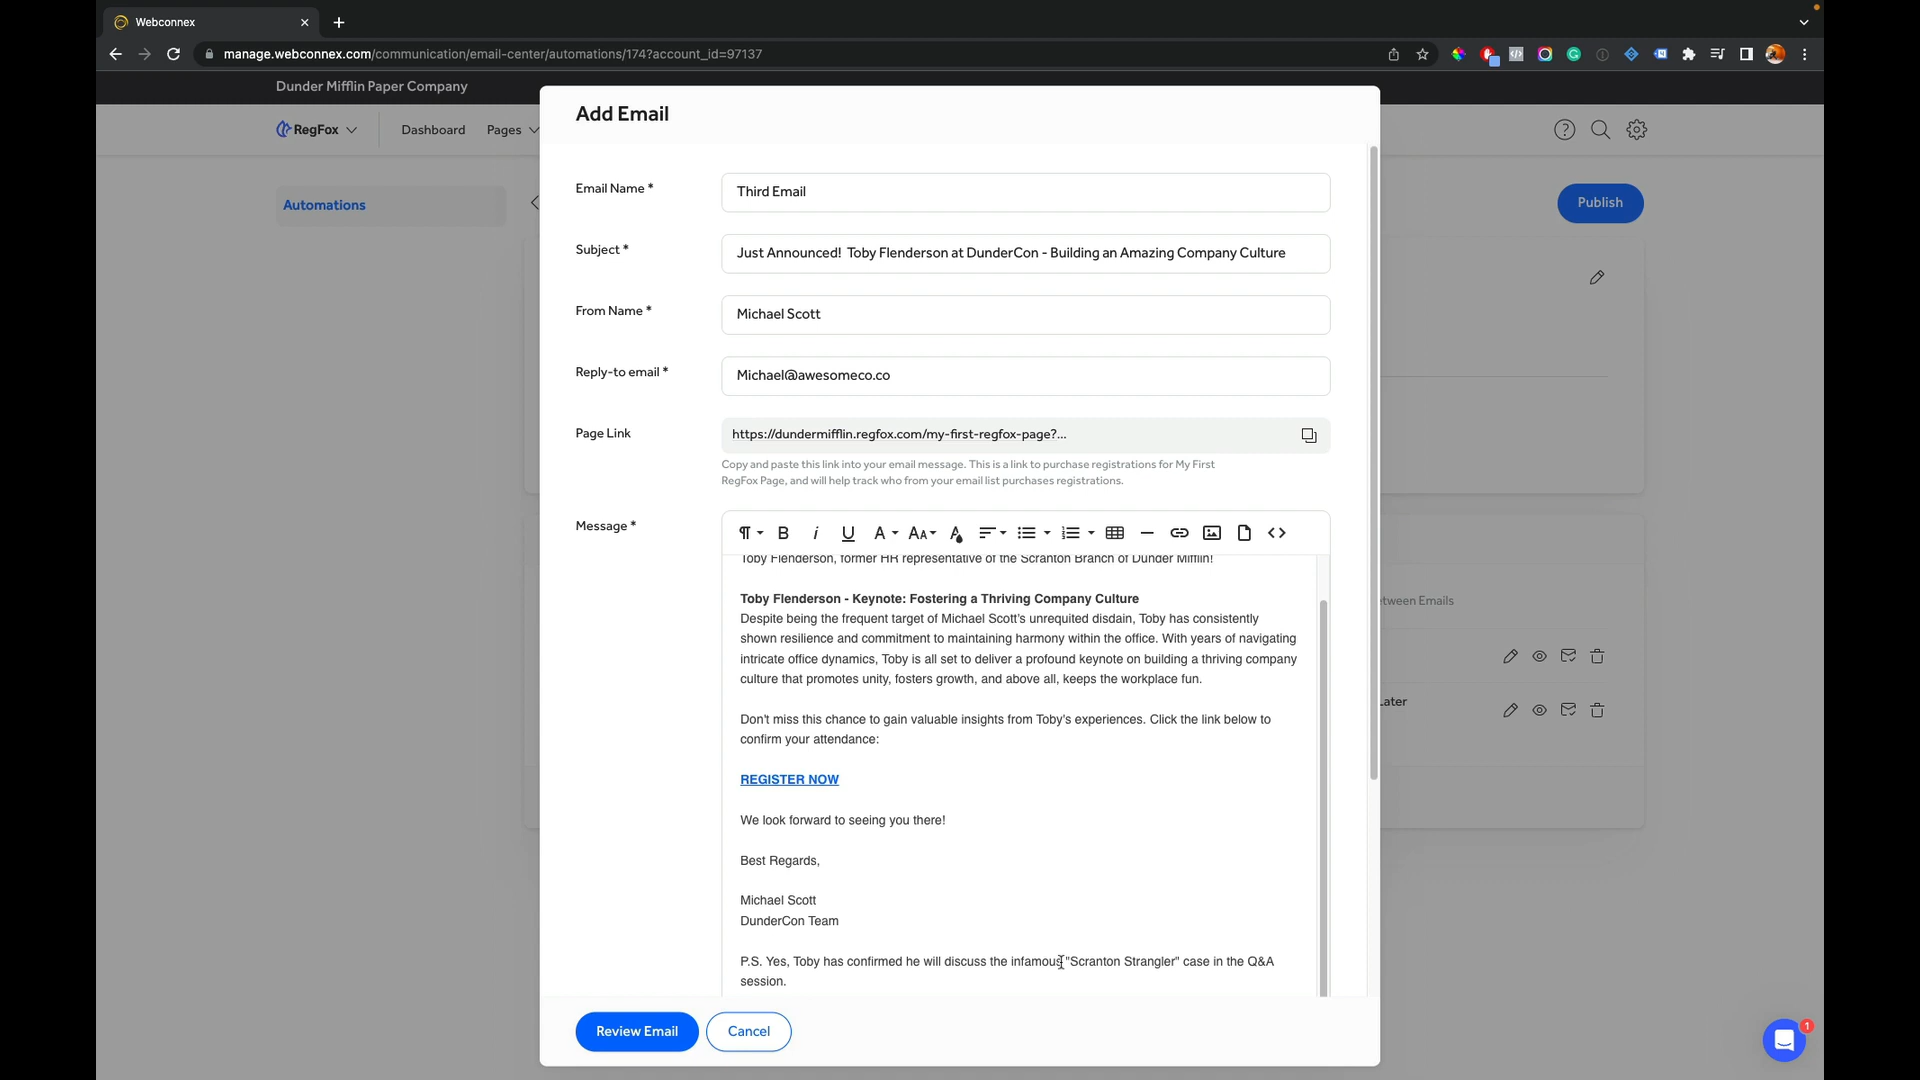 Webconnex
manage.webconnex.com/communication/email-center/automations/174?account_id=97137
Dunder Mifflin Paper Company
RegFox
Dashboard
Pages
Automations
Publish
Add Email
Email Name *
Third Email
Subject *
Just Announced!  Toby Flenderson at DunderCon - Building an Amazing Company Culture
From Name *
Michael Scott
Reply-to email *
Michael@awesomeco.co
Page Link
https://dundermifflin.regfox.com/my-first-regfox-page?...
Copy and paste this link into your email message. This is a link to purchase registrations for My First
RegFox Page, and will help track who from your email list purchases registrations.
Message *
Toby Flenderson, former HR representative of the Scranton Branch of Dunder Mifflin!
Toby Flenderson - Keynote: Fostering a Thriving Company Culture
Despite being the frequent target of Michael Scott's unrequited disdain, Toby has consistently
shown resilience and commitment to maintaining harmony within the office. With years of navigating
intricate office dynamics, Toby is all set to deliver a profound keynote on building a thriving company
culture that promotes unity, fosters growth, and above all, keeps the workplace fun.
Don't miss this chance to gain valuable insights from Toby's experiences. Click the link below to
confirm your attendance:
REGISTER NOW
We look forward to seeing you there!
Best Regards,
Michael Scott
DunderCon Team
P.S. Yes, Toby has confirmed he will discuss the infamous "Scranton Strangler" case in the Q&A
session.
etween Emails
Later
Review Email
Cancel
1